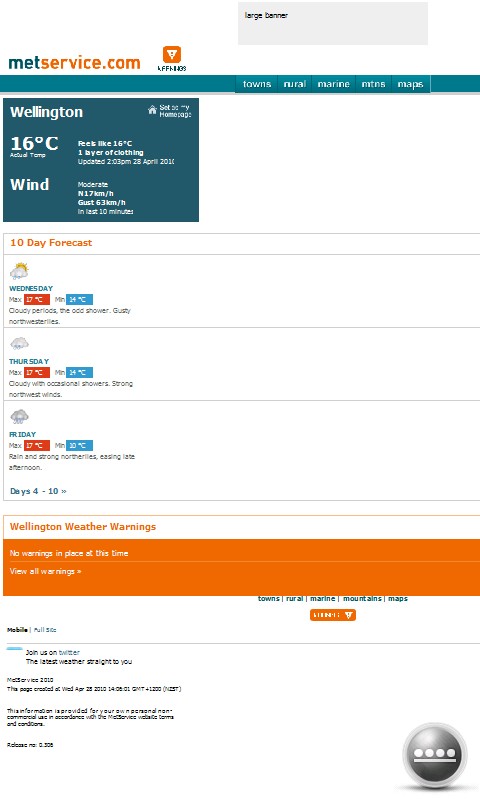 large banner
metservice.com
WARNINGS
towns rural marine mtns maps
Wellington
Set as my
Homepage
16°C
Actual Temp
Feels like 16°C
1 layer of clothing
Updated 2:03pm 28 April 2010
Wind
Moderate
N17km/h
Gust 63km/h
In last 10 minutes
10 Day Forecast
WEDNESDAY
Max 17 °C Min 14 °C
Cloudy periods, the odd shower. Gusty
northwesterlies.
THURSDAY
Max 17 °C Min 14 °C
Cloudy with occasional showers. Strong
northwest winds.
FRIDAY
Max 17 °C Min 10 °C
Rain and strong northerlies, easing late
afternoon.
Days 4 - 10 »
Wellington Weather Warnings
No warnings in place at this time
View all warnings »
towns | rural | marine | mountains | maps
WARNINGS
Mobile | Full Site
Join us on twitter
The latest weather straight to you
MetService 2010
This page created at Wed Apr 28 2010 14:06:01 GMT+1200 (NZST)
This information is provided for your own personal non-
commercial use in accordance with the MetService website terms
and conditions.
Release no: 0.306